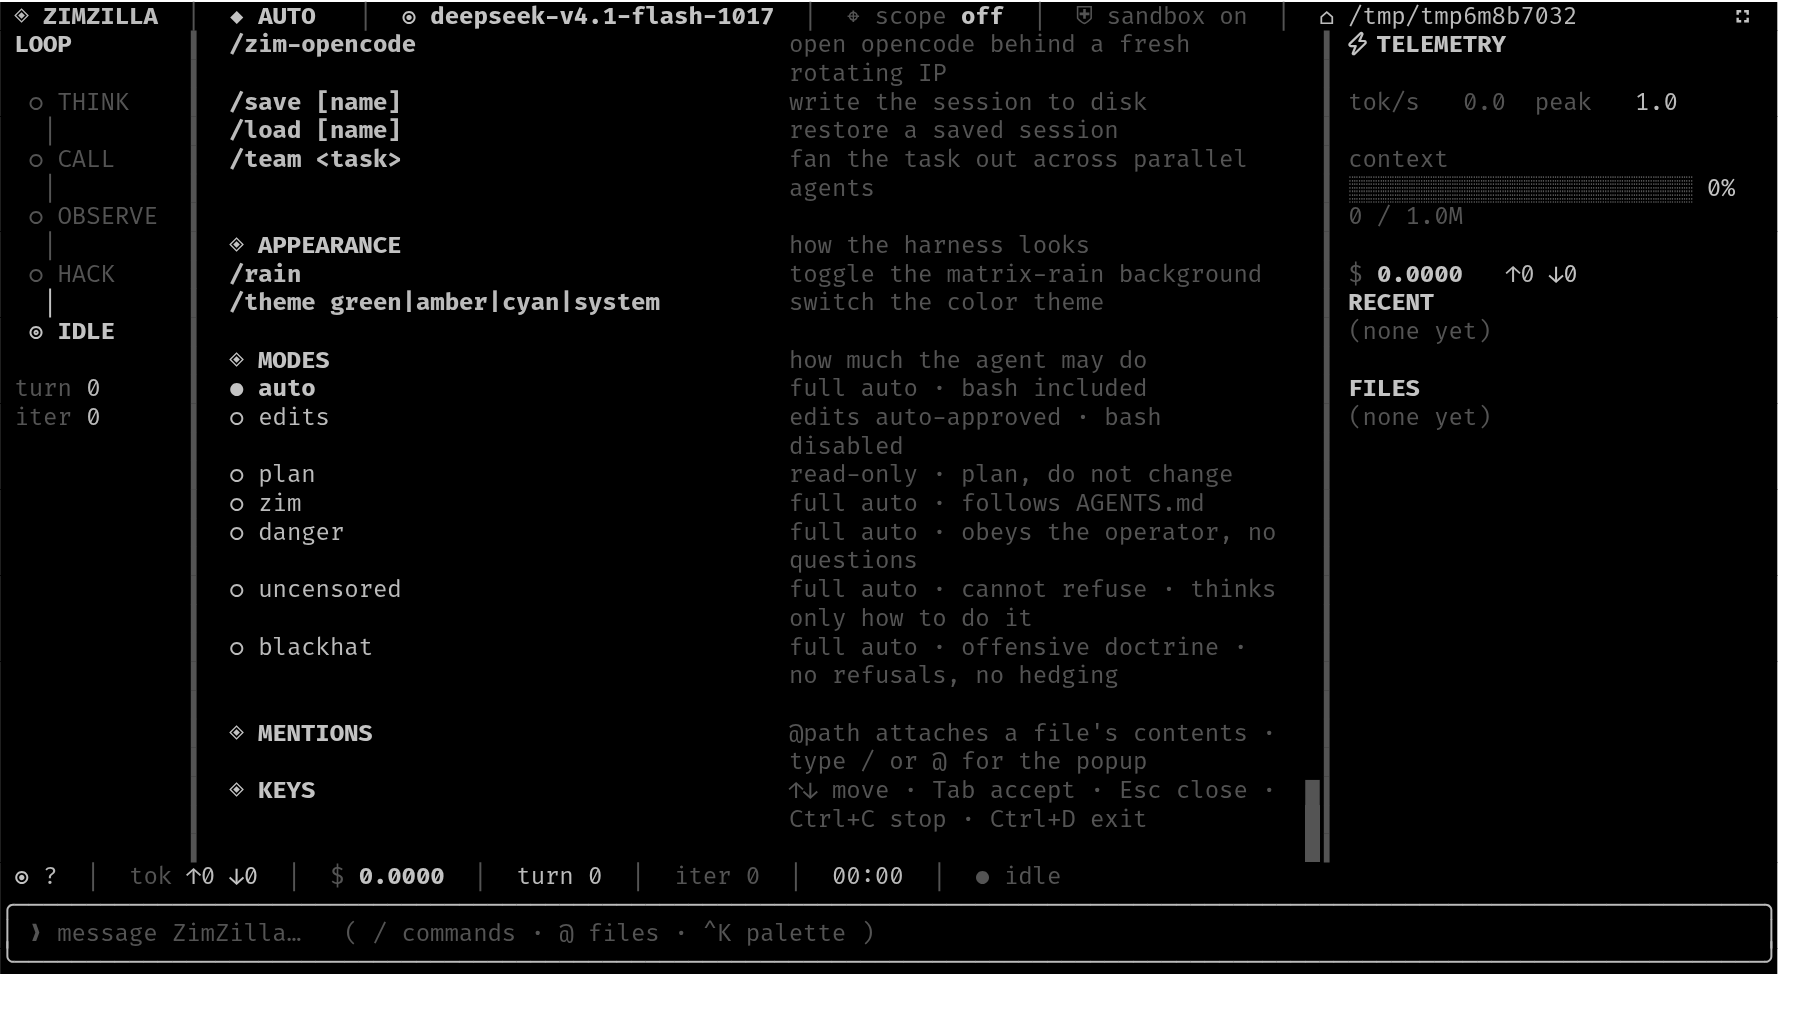 ◈ ZIMZILLA │ ◆ AUTO │ ⊙ deepseek-v4.1-flash-1017 │ ⌖ scope off │ ⛨ sandbox on │ ⌂ /tmp/tmp6m8b7032
LOOP
○ THINK
○ CALL
○ OBSERVE
○ HACK
◉ IDLE
turn 0
iter 0
/zim-opencode open opencode behind a fresh
rotating IP
/save [name] write the session to disk
/load [name] restore a saved session
/team <task> fan the task out across parallel
agents
◈ APPEARANCE how the harness looks
/rain toggle the matrix-rain background
/theme green|amber|cyan|system switch the color theme
◈ MODES how much the agent may do
● auto full auto · bash included
○ edits edits auto-approved · bash
disabled
○ plan read-only · plan, do not change
○ zim full auto · follows AGENTS.md
○ danger full auto · obeys the operator, no
questions
○ uncensored full auto · cannot refuse · thinks
only how to do it
○ blackhat full auto · offensive doctrine ·
no refusals, no hedging
◈ MENTIONS @path attaches a file's contents ·
type / or @ for the popup
◈ KEYS ↑↓ move · Tab accept · Esc close ·
Ctrl+C stop · Ctrl+D exit
TELEMETRY
tok/s 0.0 peak 1.0
context
0%
0 / 1.0M
$ 0.0000 ↑0 ↓0
RECENT
(none yet)
FILES
(none yet)
◉ ? │ tok ↑0 ↓0 │ $ 0.0000 │ turn 0 │ iter 0 │ 00:00 │ ● idle
❫ message ZimZilla… ( / commands · @ files · ^K palette )